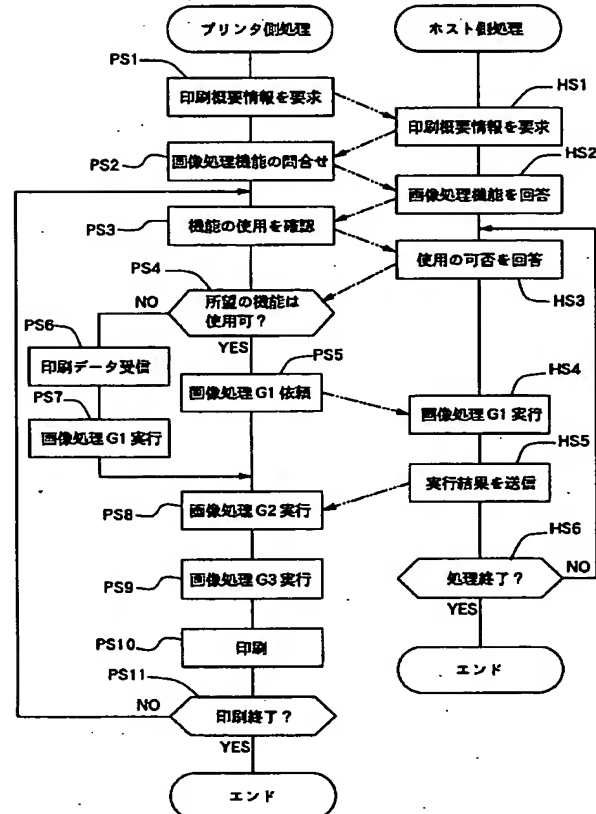 プリンタ側処理
ホスト側処理
PS1
印刷概要情報を要求
HS1
印刷概要情報を要求
PS2
画像処理機能の問合せ
HS2
画像処理機能を回答
PS3
機能の使用を確認
使用の可否を回答
HS3
PS4
所望の機能は
使用可?
NO
YES
PS6
印刷データ受信
PS5
画像処理 G1 依頼
HS4
画像処理 G1 実行
PS7
画像処理 G1 実行
HS5
実行結果を送信
PS8
画像処理 G2 実行
HS6
処理終了?
NO
YES
PS9
画像処理 G3 実行
PS10
印刷
エンド
PS11
NO
印刷終了?
YES
エンド